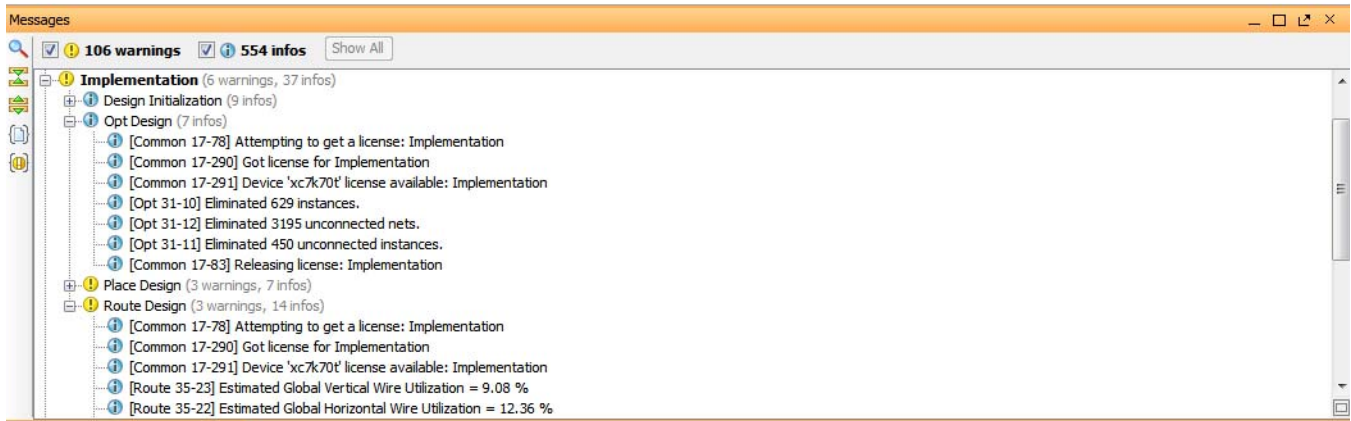 Messages
106 warnings 554 infos Show All
Implementation (6 warnings, 37 infos)
Design Initialization (9 infos)
Opt Design (7 infos)
[Common 17-78] Attempting to get a license: Implementation
[Common 17-290] Got license for Implementation
[Common 17-291] Device 'xc7k70t' license available: Implementation
[Opt 31-10] Eliminated 629 instances.
[Opt 31-12] Eliminated 3195 unconnected nets.
[Opt 31-11] Eliminated 450 unconnected instances.
[Common 17-83] Releasing license: Implementation
Place Design (3 warnings, 7 infos)
Route Design (3 warnings, 14 infos)
[Common 17-78] Attempting to get a license: Implementation
[Common 17-290] Got license for Implementation
[Common 17-291] Device 'xc7k70t' license available: Implementation
[Route 35-23] Estimated Global Vertical Wire Utilization = 9.08 %
[Route 35-22] Estimated Global Horizontal Wire Utilization = 12.36 %